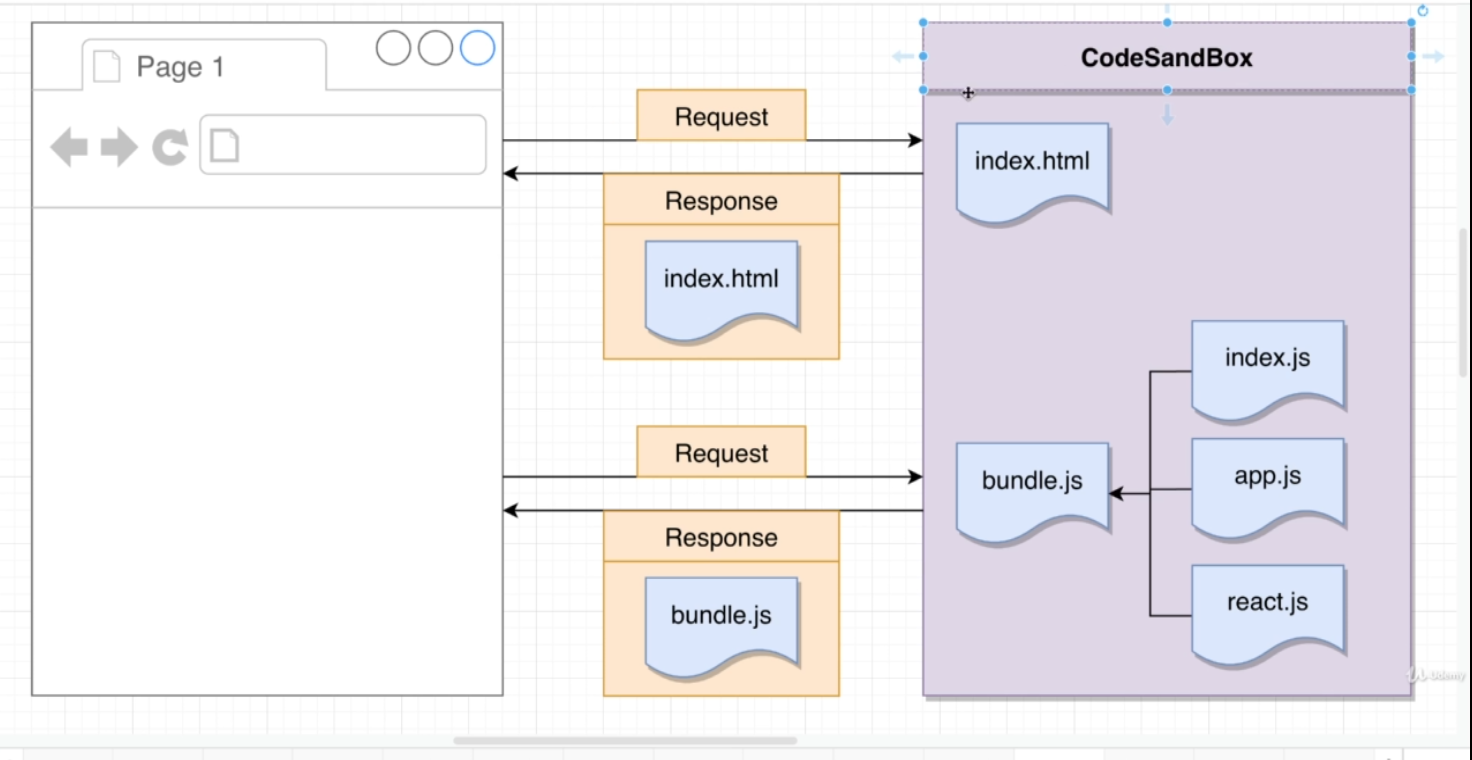 Page 1
CodeSandBox
Request
index.html
Response
index.html
index.js
Request
app.js
bundle.js
Response
react.js
bundle.js
Udemy